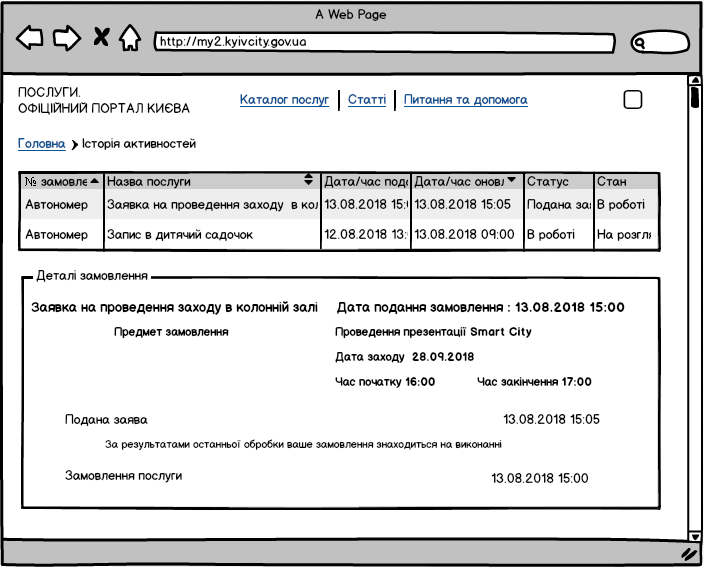 A Web Page
http://my2.kyivcity.gov.ua
ПОСЛУГИ.
ОФІЦІЙНИЙ ПОРТАЛ КИЄВА
Каталог послуг | Статті | Питання та допомога
Головна > Історія активностей
№ замовле Назва послуги Дата/час пода Дата/час оновл Статус Стан
Автономер Заявка на проведення заходу в кол 13.08.2018 15:0 13.08.2018 15:05 Подана зая В роботі
Автономер Запис в дитячий садочок 12.08.2018 13: 13.08.2018 09:00 В роботі На розгля
Деталі замовлення
Заявка на проведення заходу в колонній залі Дата подання замовлення : 13.08.2018 15:00
Предмет замовлення Проведення презентації Smart City
Дата заходу 28.09.2018
Час початку 16:00 Час закінчення 17:00
Подана заява 13.08.2018 15:05
За результатами останньої обробки ваше замовлення знаходиться на виконанні
Замовлення послуги 13.08.2018 15:00